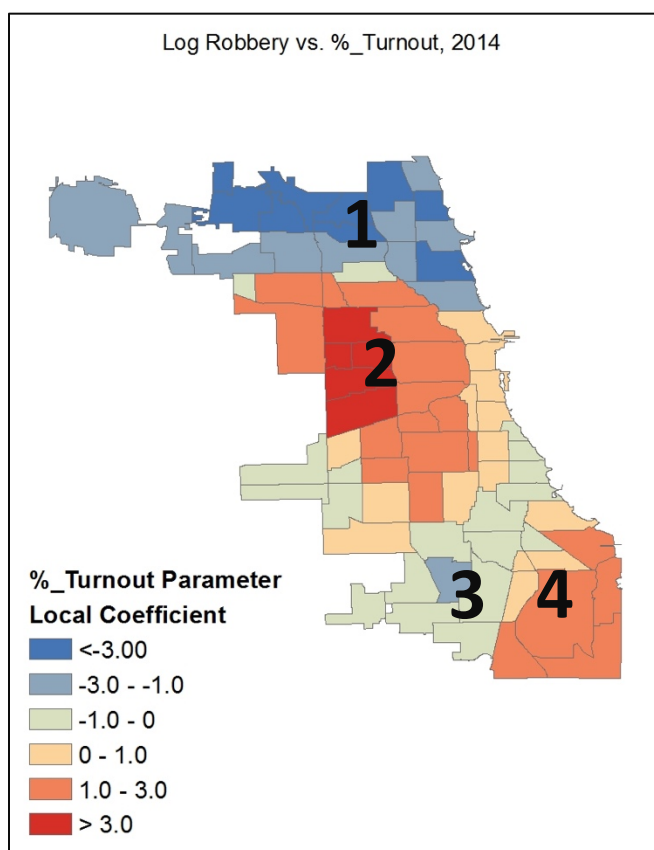 Log Robbery vs. %_Turnout, 2014
1
2
3 4
%_Turnout Parameter
Local Coefficient
<-3.00
-3.0 - -1.0
-1.0 - 0
0 - 1.0
1.0 - 3.0
> 3.0